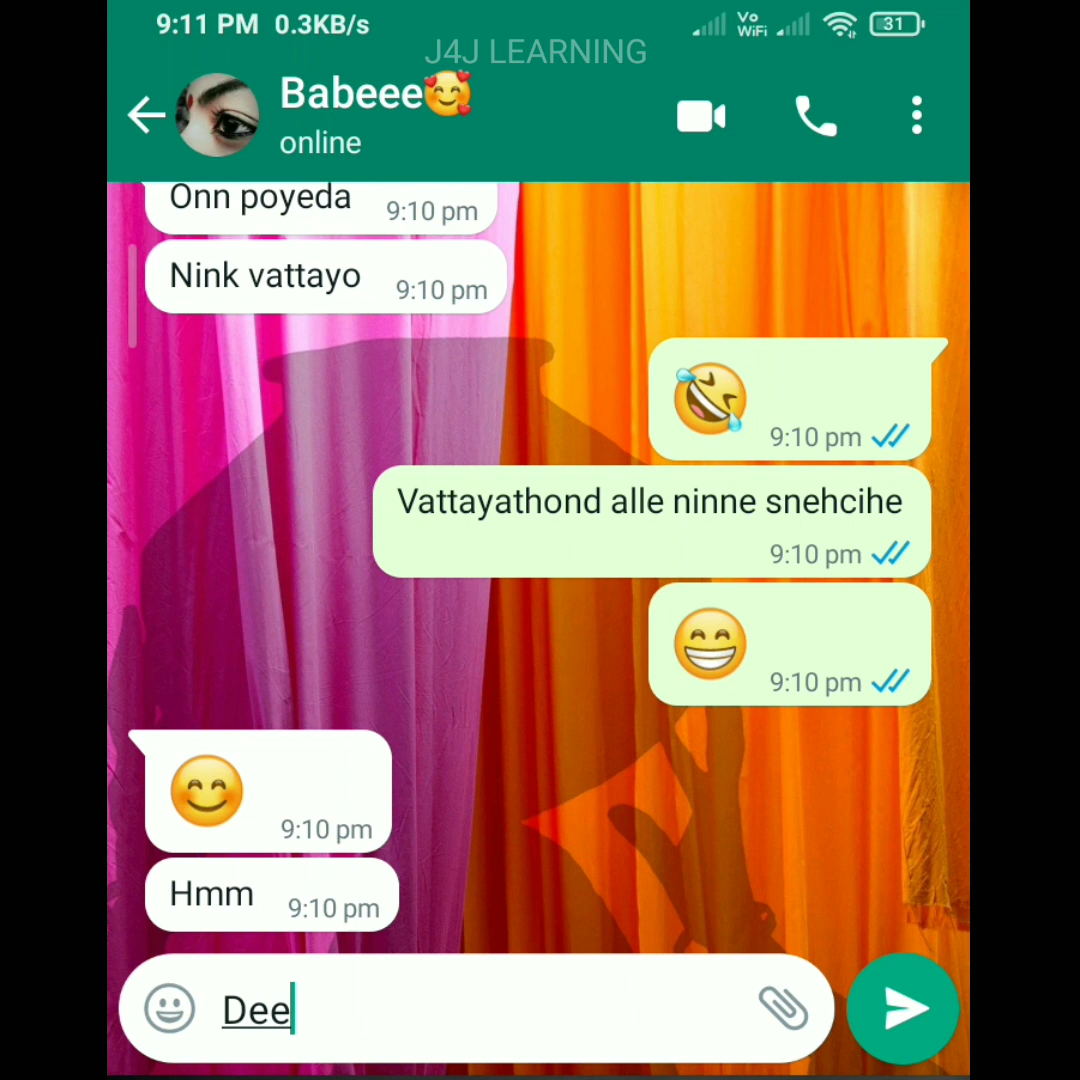 9:11 PM 0.3KB/s Vo WiFi 31
J4J LEARNING
Babeee🥰
online
Onn poyeda 9:10 pm
Nink vattayo 9:10 pm
🤣 9:10 pm
Vattayathond alle ninne snehcihe
9:10 pm
😁 9:10 pm
😊 9:10 pm
Hmm 9:10 pm
Dee